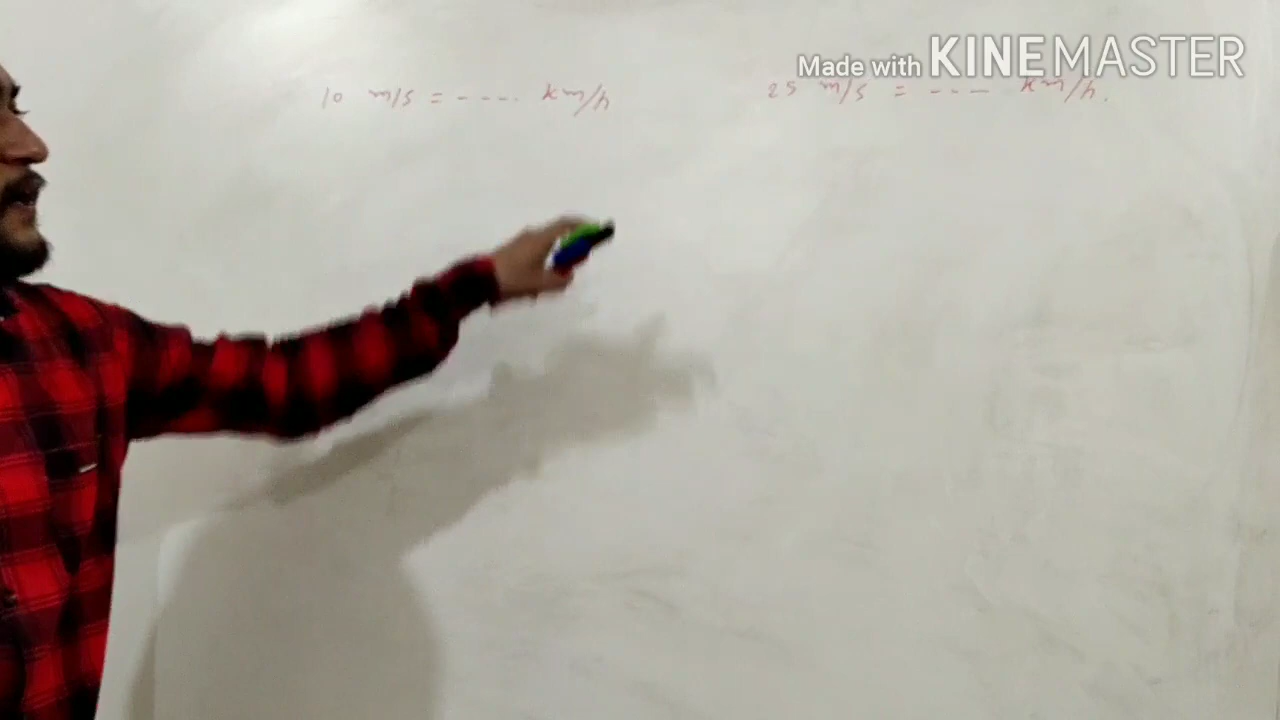 Made with KINEMASTER
10 m/s = ---- Km/h
25 m/s = --- Km/h.